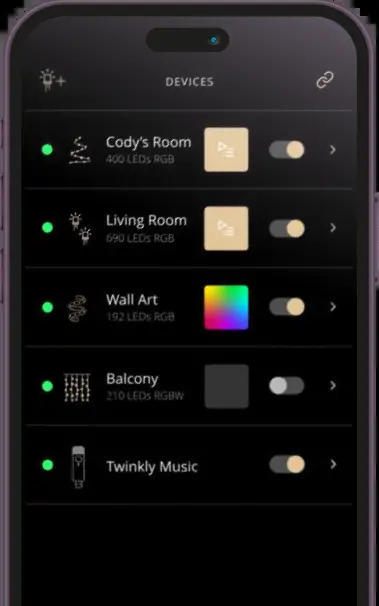 DEVICES
Cody's Room
400 LEDs RGB
Living Room
690 LEDs RGB
Wall Art
192 LEDs RGB
Balcony
210 LEDs RGBW
Twinkly Music